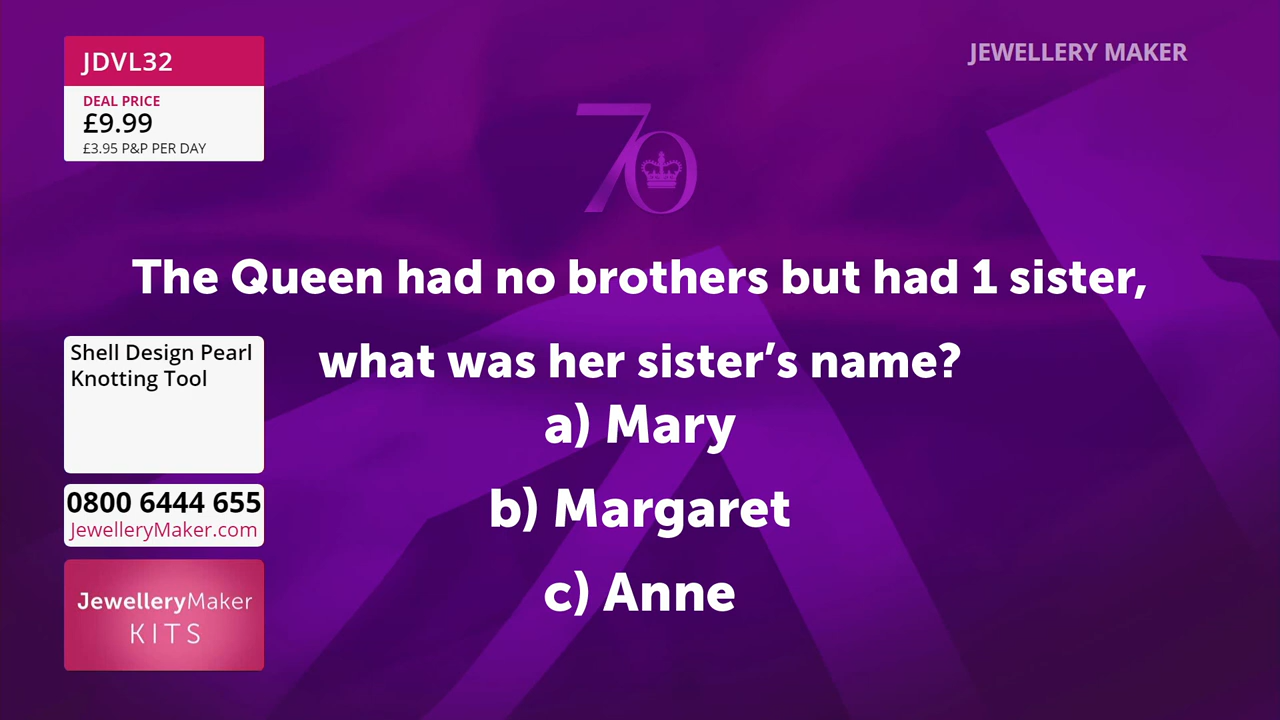 JDVL32
DEAL PRICE
£9.99
£3.95 P&P PER DAY
JEWELLERY MAKER
70
The Queen had no brothers but had 1 sister,
what was her sister’s name?
a) Mary
b) Margaret
c) Anne
Shell Design Pearl
Knotting Tool
0800 6444 655
JewelleryMaker.com
JewelleryMaker
KITS